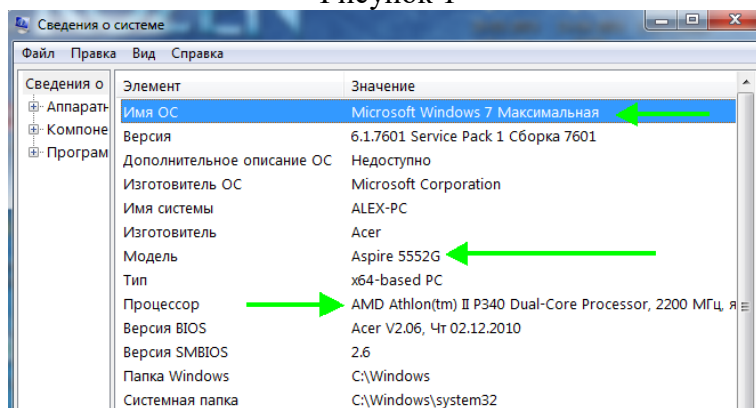 Рисунок 1
Сведения о системе
Файл Правка Вид Справка
Сведения о
Аппаратн
Компоне
Програм
Элемент Значение
Имя ОС Microsoft Windows 7 Максимальная
Версия 6.1.7601 Service Pack 1 Сборка 7601
Дополнительное описание ОС Недоступно
Изготовитель ОС Microsoft Corporation
Имя системы ALEX-PC
Изготовитель Acer
Модель Aspire 5552G
Тип x64-based PC
Процессор AMD Athlon(tm) II P340 Dual-Core Processor, 2200 МГц, я
Версия BIOS Acer V2.06, Чт 02.12.2010
Версия SMBIOS 2.6
Папка Windows C:\Windows
Системная папка C:\Windows\system32